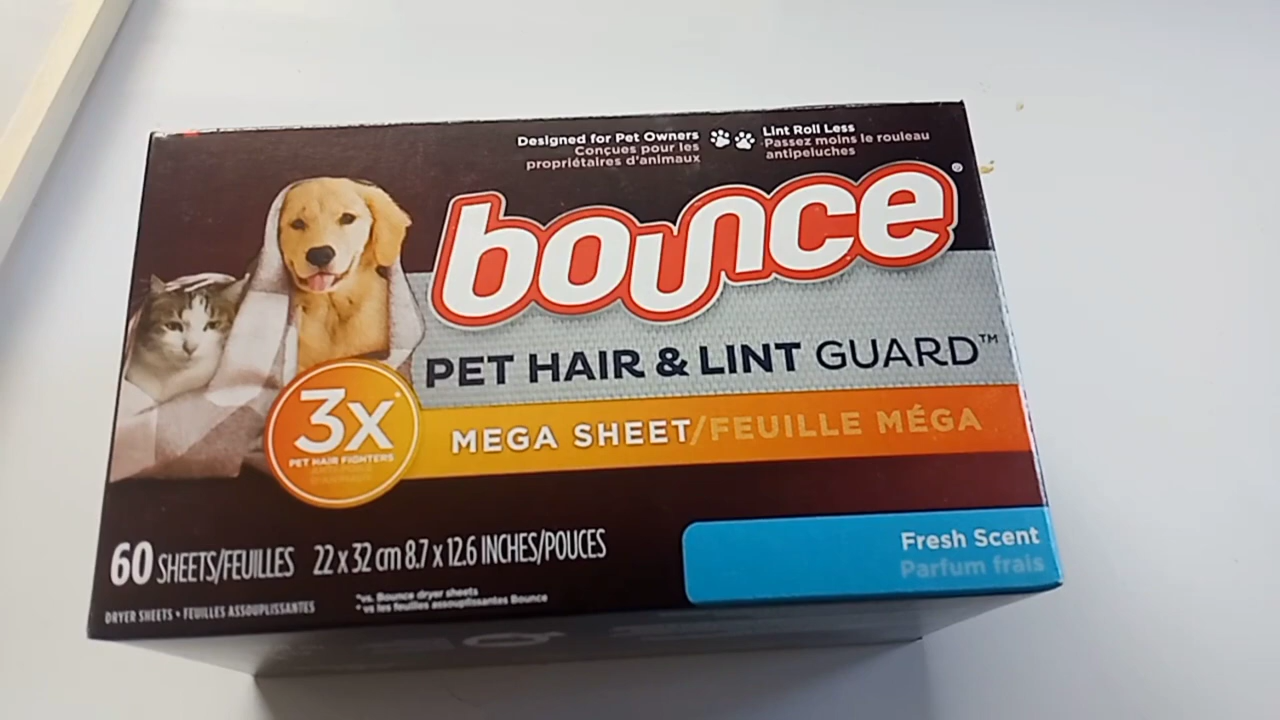 Designed for Pet Owners
Conçues pour les
propriétaires d'animaux
Lint Roll Less
Passez moins le rouleau
antipeluches
bounce®
PET HAIR & LINT GUARD™
3X*
PET HAIR FIGHTERS
MEGA SHEET/FEUILLE MÉGA
60 SHEETS/FEUILLES 22 x 32 cm 8.7 x 12.6 INCHES/POUCES
Fresh Scent
Parfum frais
DRYER SHEETS • FEUILLES ASSOUPLISSANTES
*vs. Bounce dryer sheets
* vs les feuilles assouplissantes Bounce